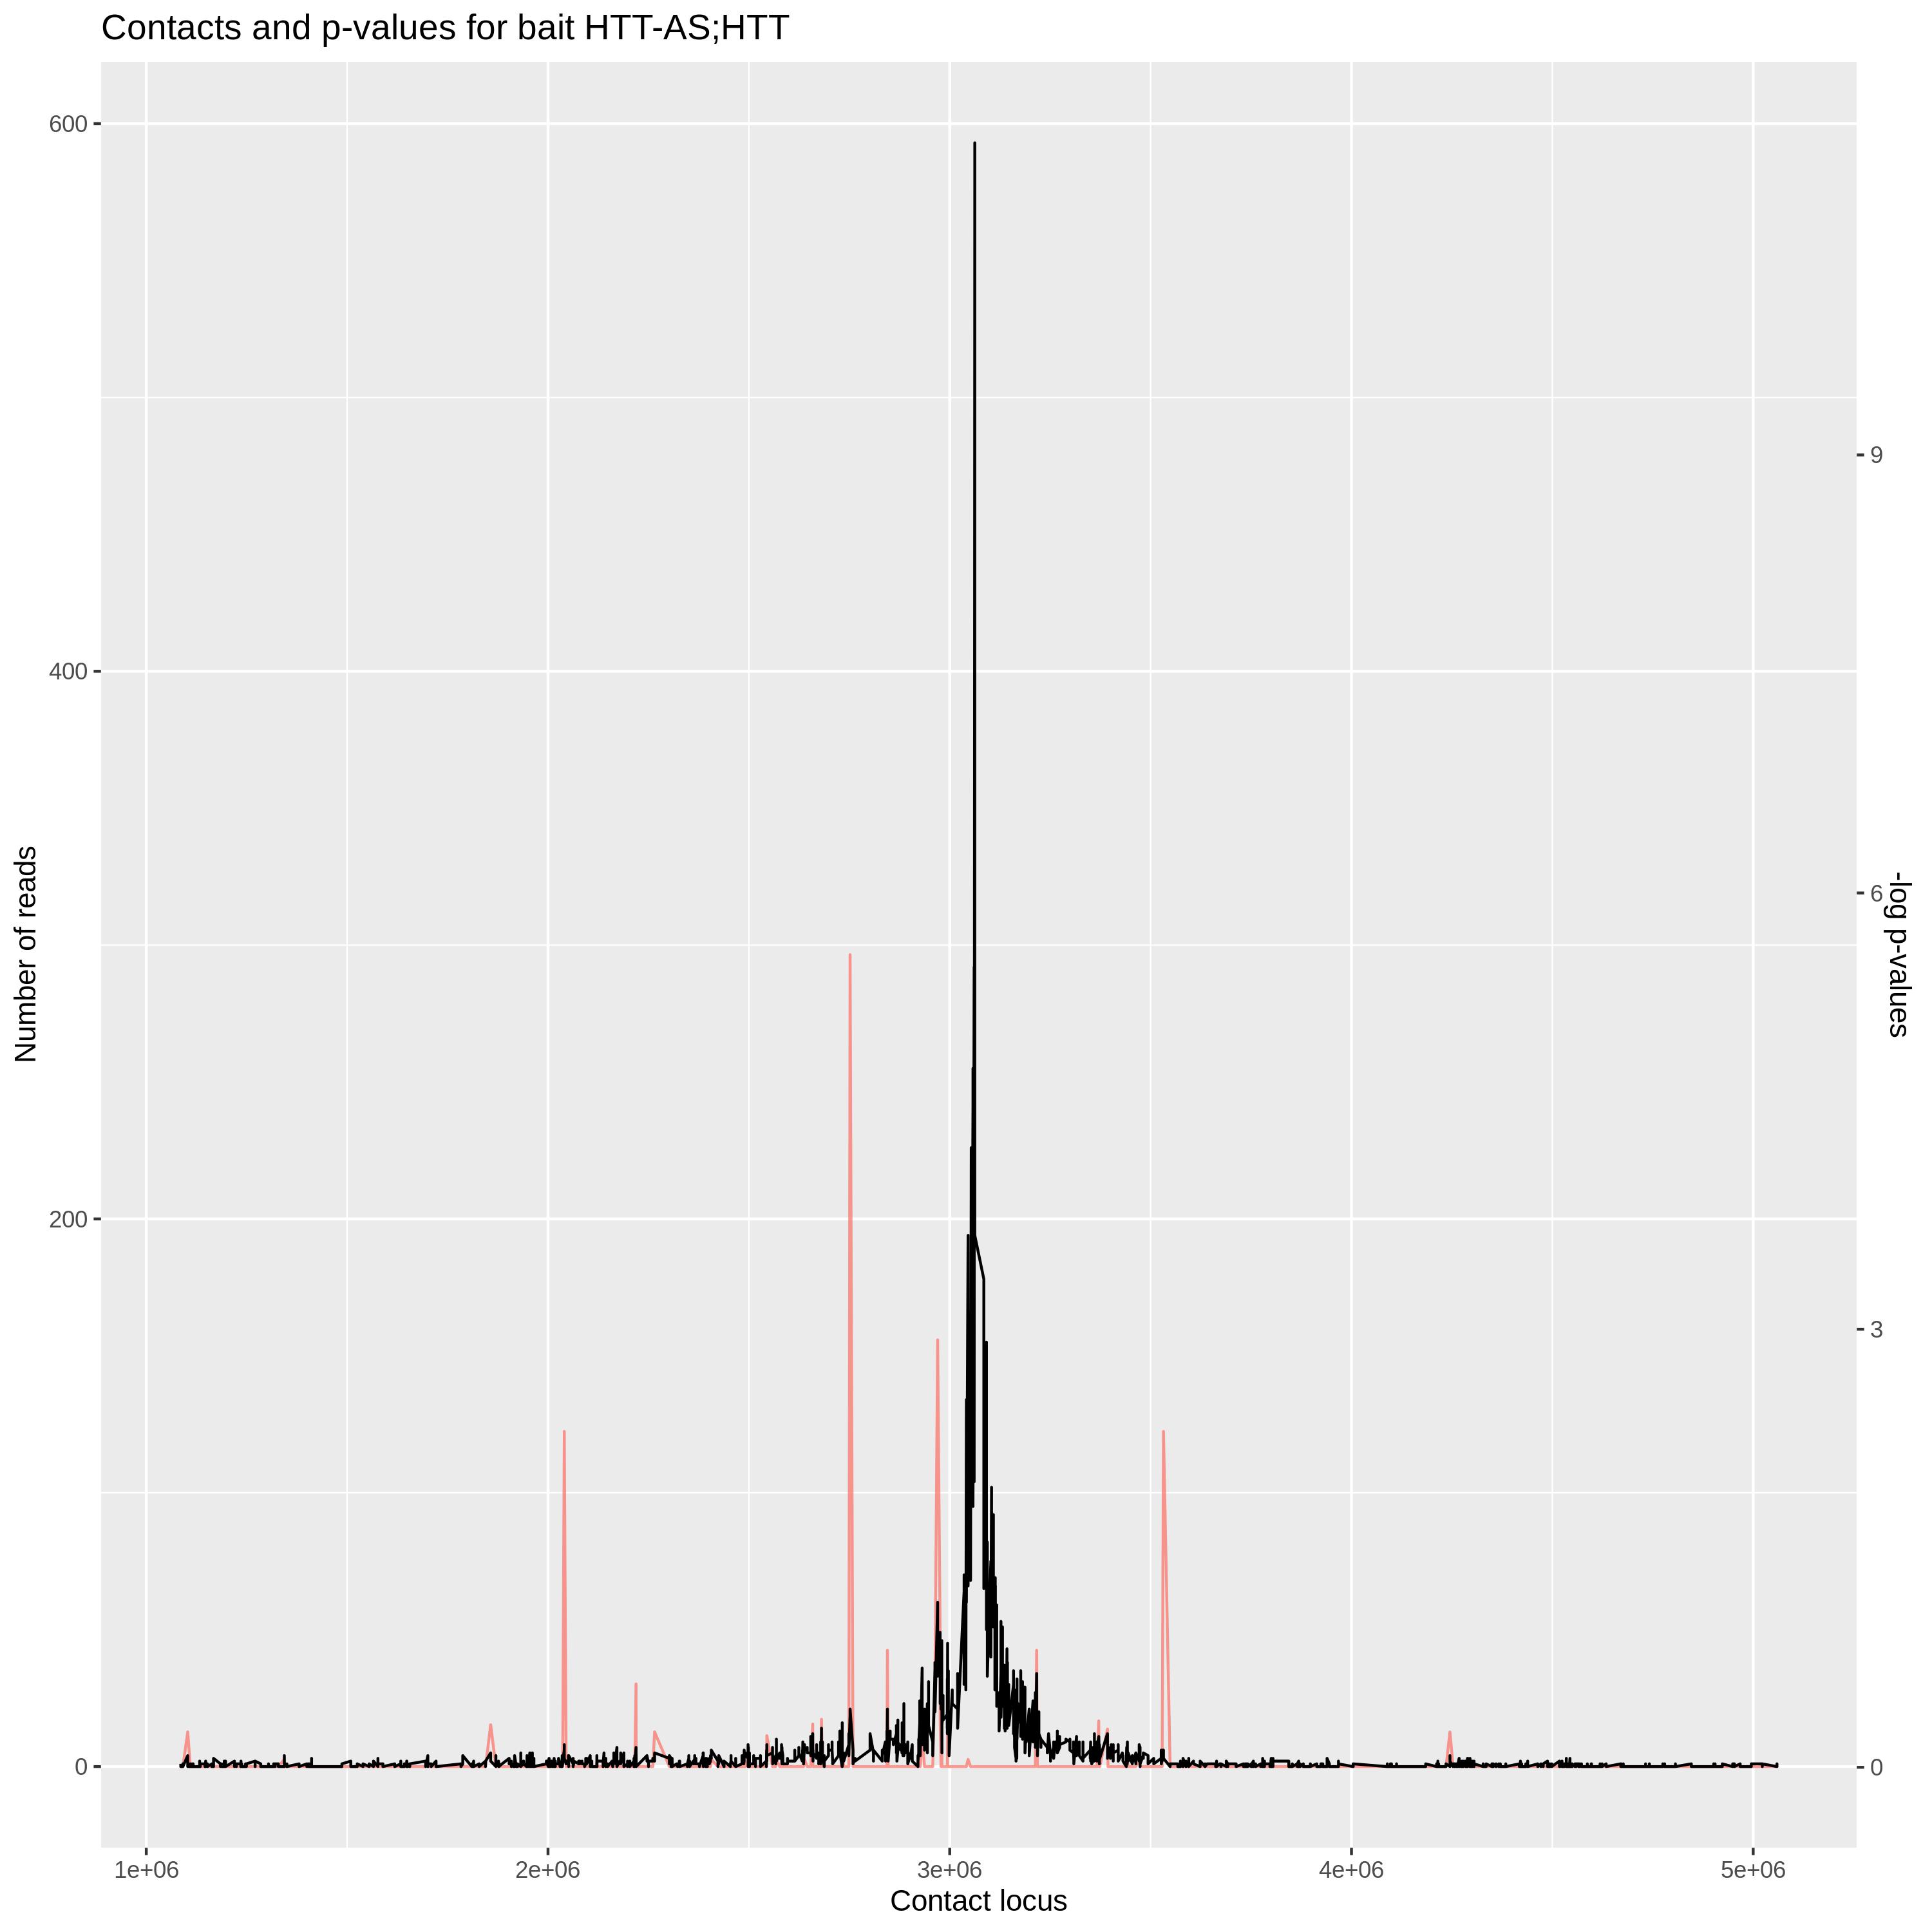 Contacts and p-values for bait HTT-AS;HTT
600
400
200
0
Number of reads
9
6
3
0
-log p-values
1e+06
2e+06
3e+06
4e+06
5e+06
Contact locus